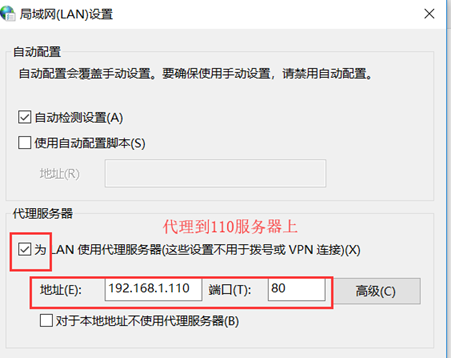 局域网(LAN)设置
自动配置
自动配置会覆盖手动设置。要确保使用手动设置，请禁用自动配置。
自动检测设置(A)
使用自动配置脚本(S)
地址(R)
代理服务器
代理到110服务器上
为 LAN 使用代理服务器(这些设置不用于拨号或 VPN 连接)(X)
地址(E): 192.168.1.110 端口(T): 80 高级(C)
对于本地地址不使用代理服务器(B)